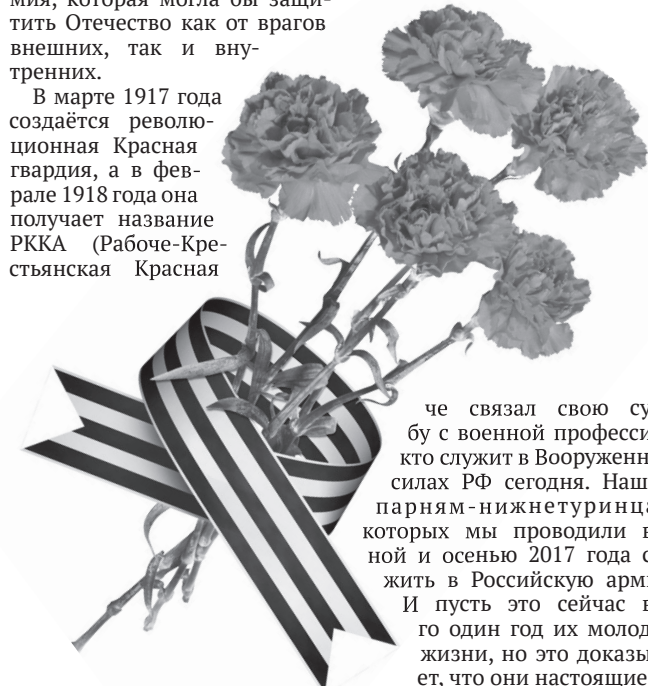 мия, которая могла бы защи-
тить Отечество как от врагов
внешних, так и вну-
тренних.
В марте 1917 года
создаётся револю-
ционная Красная
гвардия, а в фев-
рале 1918 года она
получает название
РККА (Рабоче-Кре-
стьянская Красная
че связал свою су
бу с военной професси
кто служит в Вооруженн
силах РФ сегодня. Наш
парням-нижнетуринца
которых мы проводили в
ной и осенью 2017 года с
жить в Российскую арм
И пусть это сейчас в
го один год их молод
жизни, но это доказы
ет, что они настоящие